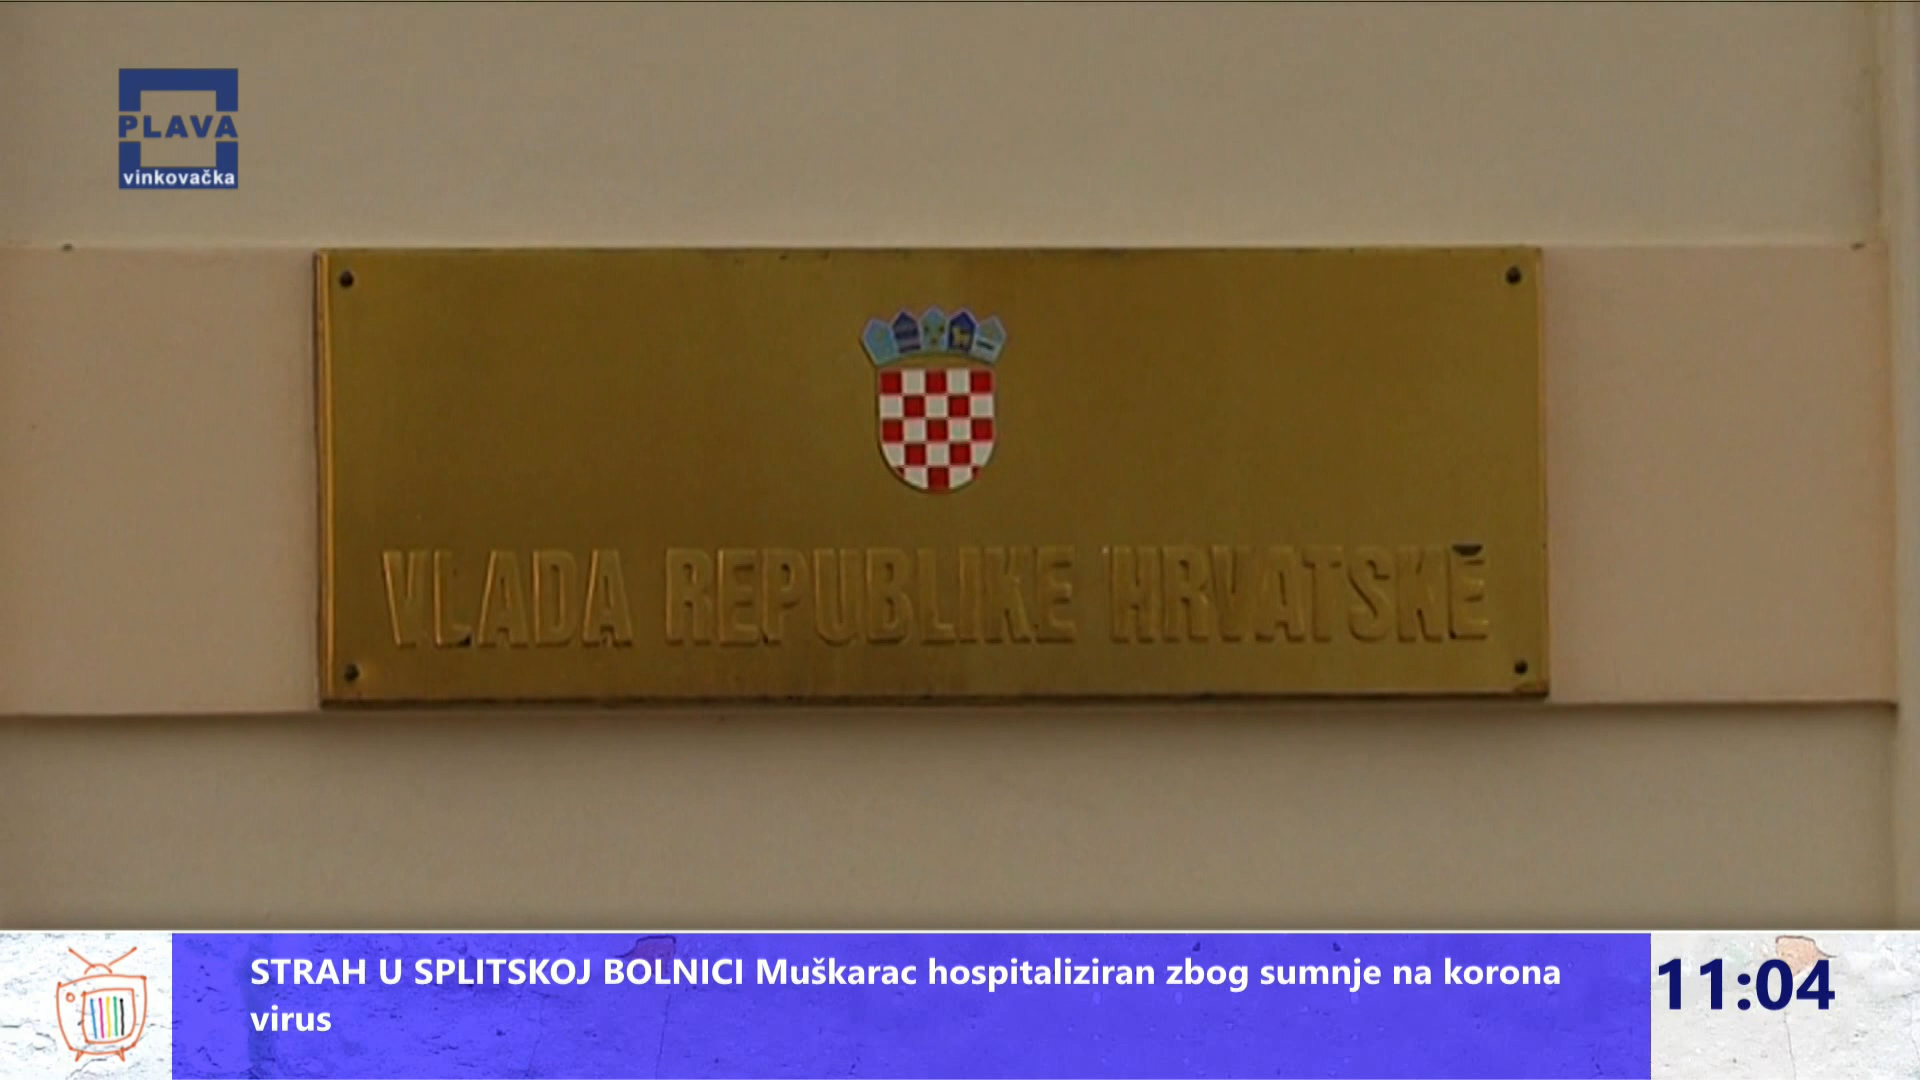 PLAVA
vinkovačka
VLADA REPUBLIKE HRVATSKE
STRAH U SPLITSKOJ BOLNICI Muškarac hospitaliziran zbog sumnje na korona
virus
11:04